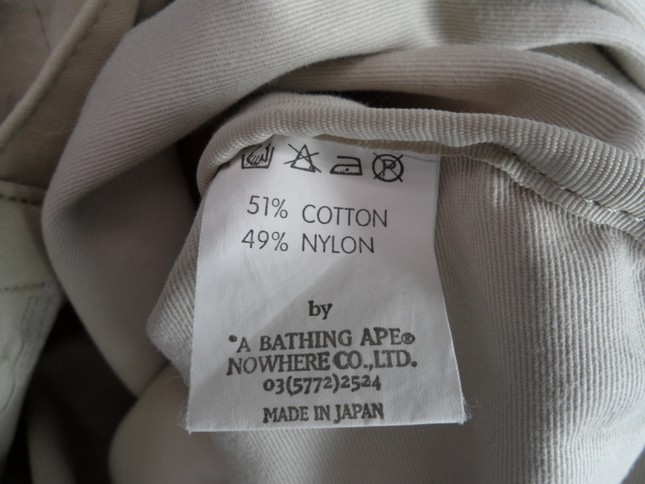 51% COTTON
49% NYLON
by
"A BATHING APE®
NOWHERE CO.,LTD.
03(5772)2524
MADE IN JAPAN